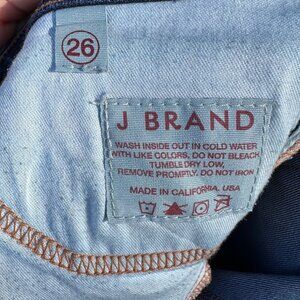 26
J BRAND
WASH INSIDE OUT IN COLD WATER
WITH LIKE COLORS, DO NOT BLEACH
TUMBLE DRY LOW,
REMOVE PROMPTLY, DO NOT IRON
MADE IN CALIFORNIA, USA